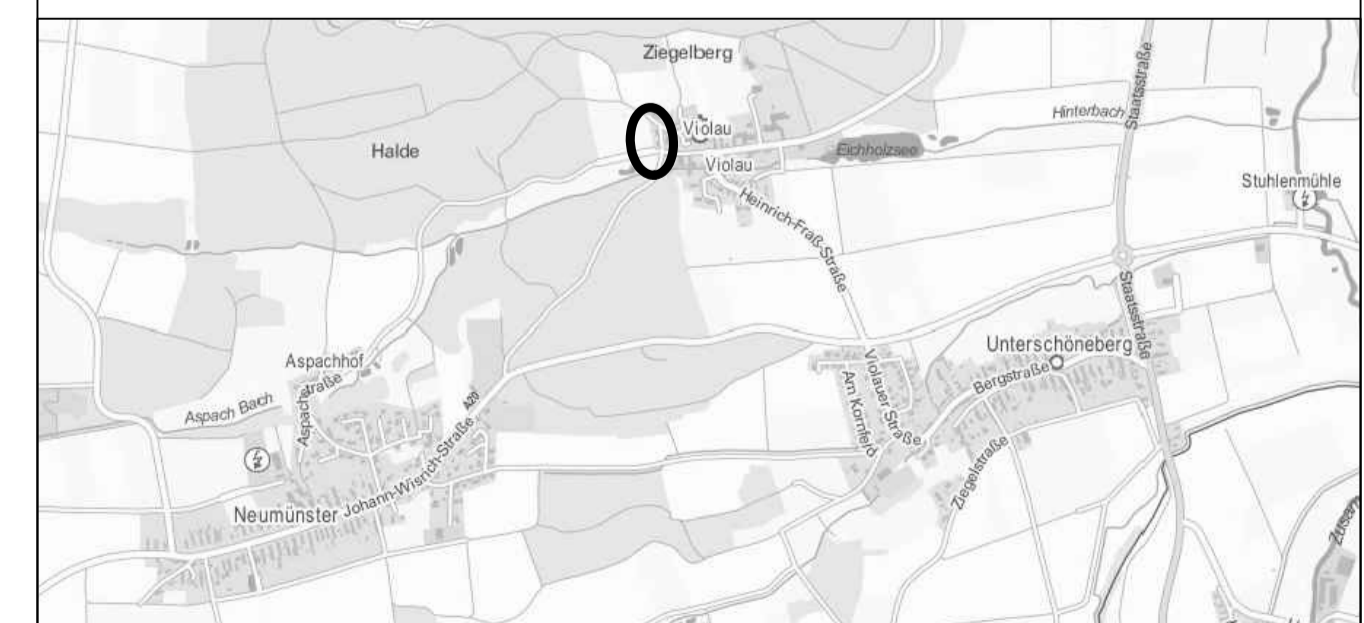 Ziegelberg
Staatsstraße
Hinterbach
Violau
Halde
Eichholzsee
Violau
Stuhlenmühle
Heinrich-Fraß-Straße
Staatsstraße
Unterschöneberg
Aspachhof
Violauer Straße
Bergstraße
Am Kornfeld
Aspachstraße
Aspach Bach
A20
Ziegelstraße
Johann-Wisrich-Straße
Neumünster
Zusam